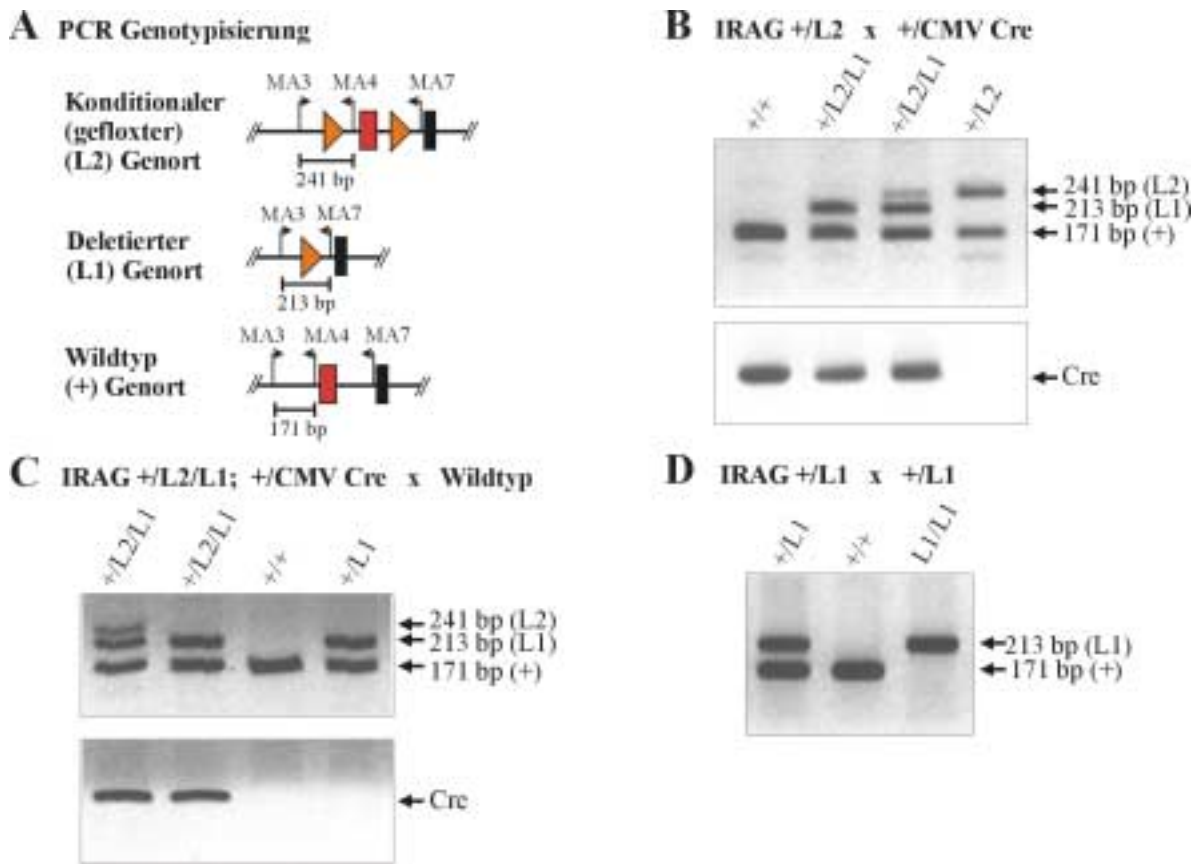 A PCR Genotypisierung
Konditionaler
(gefloxter)
(L2) Genort
MA3 MA4 MA7
241 bp
Deletierter
(L1) Genort
MA3 MA7
213 bp
Wildtyp
(+) Genort
MA3 MA4 MA7
171 bp
B IRAG +/L2 x +/CMV Cre
+/+ +/L2/L1 +/L2/L1 +/L2
241 bp (L2)
213 bp (L1)
171 bp (+)
Cre
C IRAG +/L2/L1; +/CMV Cre x Wildtyp
+/L2/L1 +/L2/L1 +/+ +/L1
241 bp (L2)
213 bp (L1)
171 bp (+)
Cre
D IRAG +/L1 x +/L1
+/L1 +/+ L1/L1
213 bp (L1)
171 bp (+)